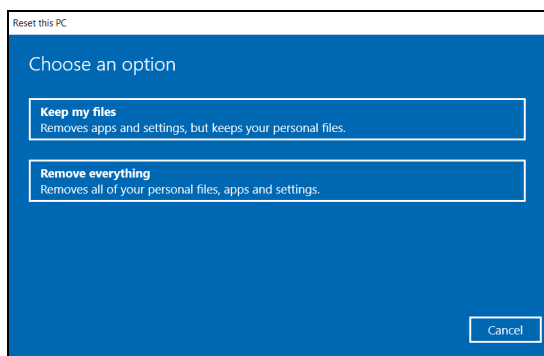 Reset this PC
Choose an option
Keep my files
Removes apps and settings, but keeps your personal files.
Remove everything
Removes all of your personal files, apps and settings.
Cancel